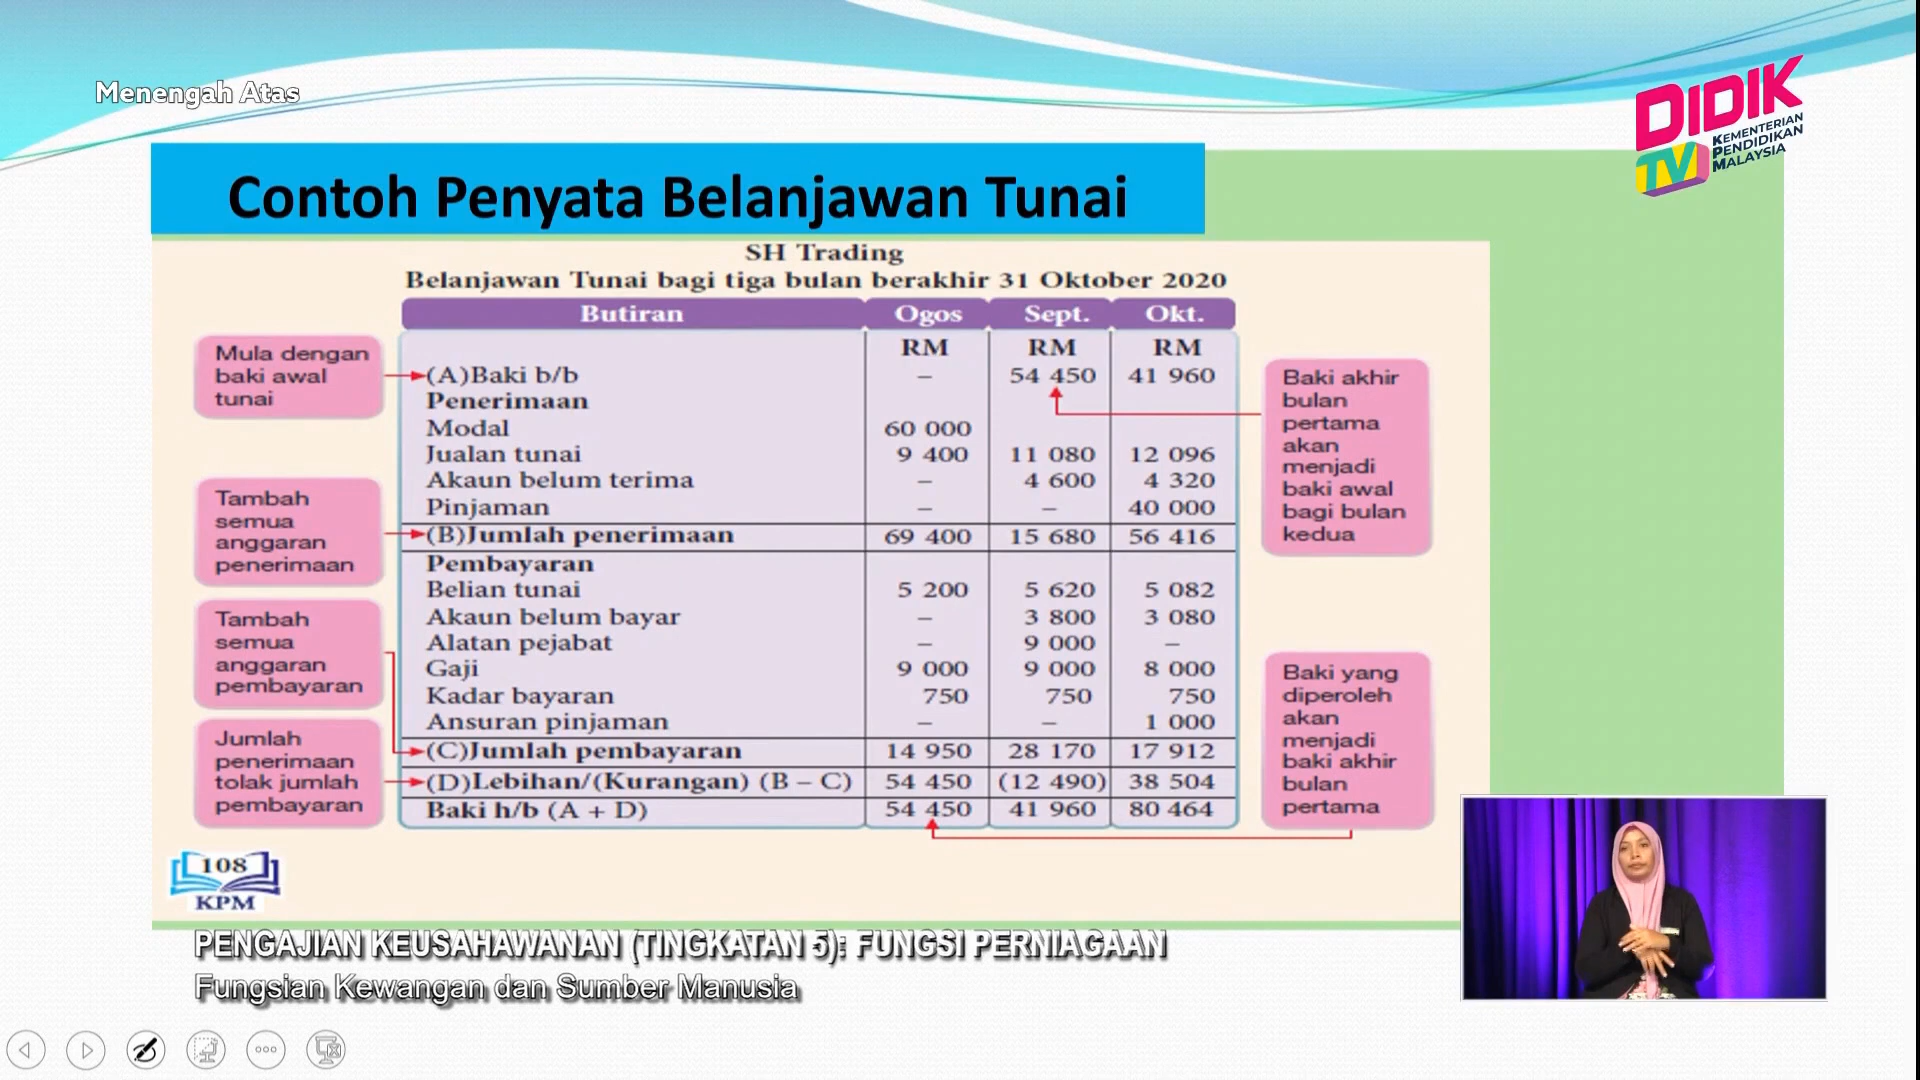 Menengah Atas
DIDIK
TV
KEMENTERIAN
PENDIDIKAN
MALAYSIA
Contoh Penyata Belanjawan Tunai
SH Trading
Belanjawan Tunai bagi tiga bulan berakhir 31 Oktober 2020
Butiran Ogos Sept. Okt.
RM RM RM
(A)Baki b/b – 54 450 41 960
Penerimaan
Modal 60 000
Jualan tunai 9 400 11 080 12 096
Akaun belum terima – 4 600 4 320
Pinjaman – – 40 000
(B)Jumlah penerimaan 69 400 15 680 56 416
Pembayaran
Belian tunai 5 200 5 620 5 082
Akaun belum bayar – 3 800 3 080
Alatan pejabat – 9 000 –
Gaji 9 000 9 000 8 000
Kadar bayaran 750 750 750
Ansuran pinjaman – – 1 000
(C)Jumlah pembayaran 14 950 28 170 17 912
(D)Lebihan/(Kurangan) (B – C) 54 450 (12 490) 38 504
Baki h/b (A + D) 54 450 41 960 80 464
Mula dengan
baki awal
tunai
Tambah
semua
anggaran
penerimaan
Tambah
semua
anggaran
pembayaran
Jumlah
penerimaan
tolak jumlah
pembayaran
Baki akhir
bulan
pertama
akan
menjadi
baki awal
bagi bulan
kedua
Baki yang
diperoleh
akan
menjadi
baki akhir
bulan
pertama
108
KPM
PENGAJIAN KEUSAHAWANAN (TINGKATAN 5): FUNGSI PERNIAGAAN
Fungsian Kewangan dan Sumber Manusia